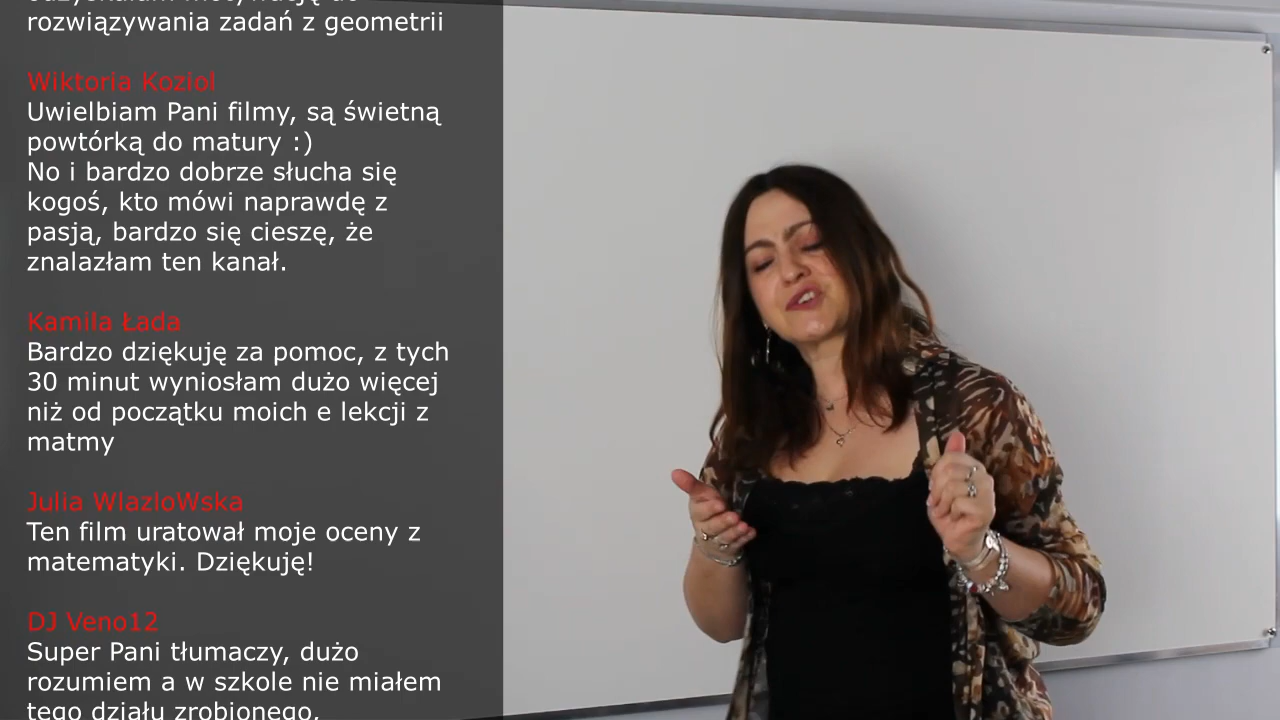 rozwiązywania zadań z geometrii
Wiktoria Koziol
Uwielbiam Pani filmy, są świetną
powtórką do matury :)
No i bardzo dobrze słucha się
kogoś, kto mówi naprawdę z
pasją, bardzo się cieszę, że
znalazłam ten kanał.
Kamila Łada
Bardzo dziękuję za pomoc, z tych
30 minut wyniosłam dużo więcej
niż od początku moich e lekcji z
matmy
Julia WlazloWska
Ten film uratował moje oceny z
matematyki. Dziękuję!
DJ Veno12
Super Pani tłumaczy, dużo
rozumiem a w szkole nie miałem
tego działu zrobionego.